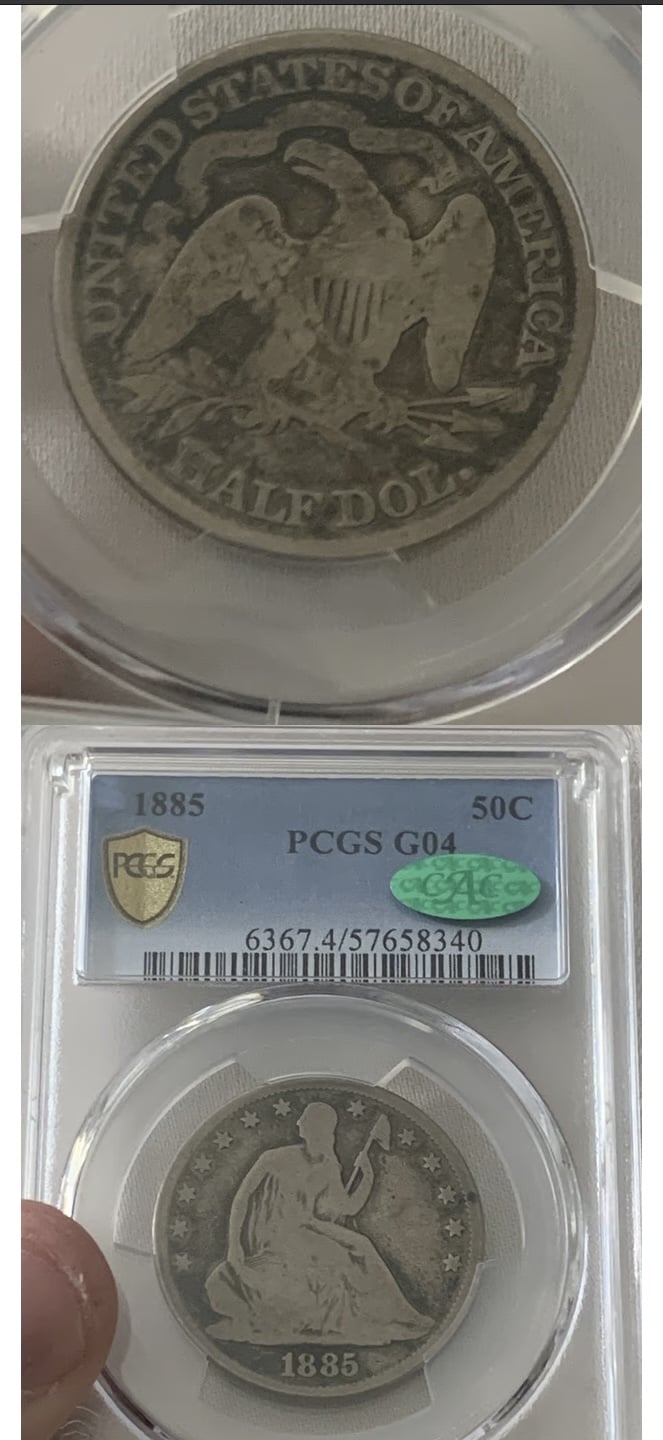 UNITED STATES OF AMERICA
HALF DOL.
1885 50C
PCGS PCGS G04
CAC
6367.4/57658340
1885